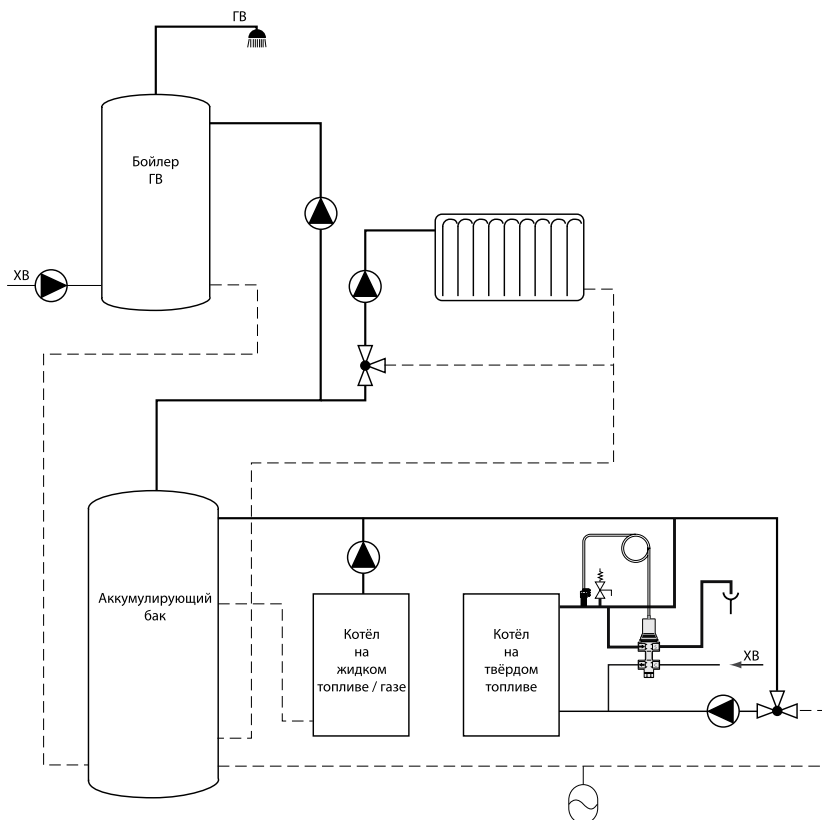 ГВ
Бойлер
ГВ
ХВ
Аккумулирующий
бак
Котёл
на
жидком
топливе / газе
Котёл
на
твёрдом
топливе
ХВ